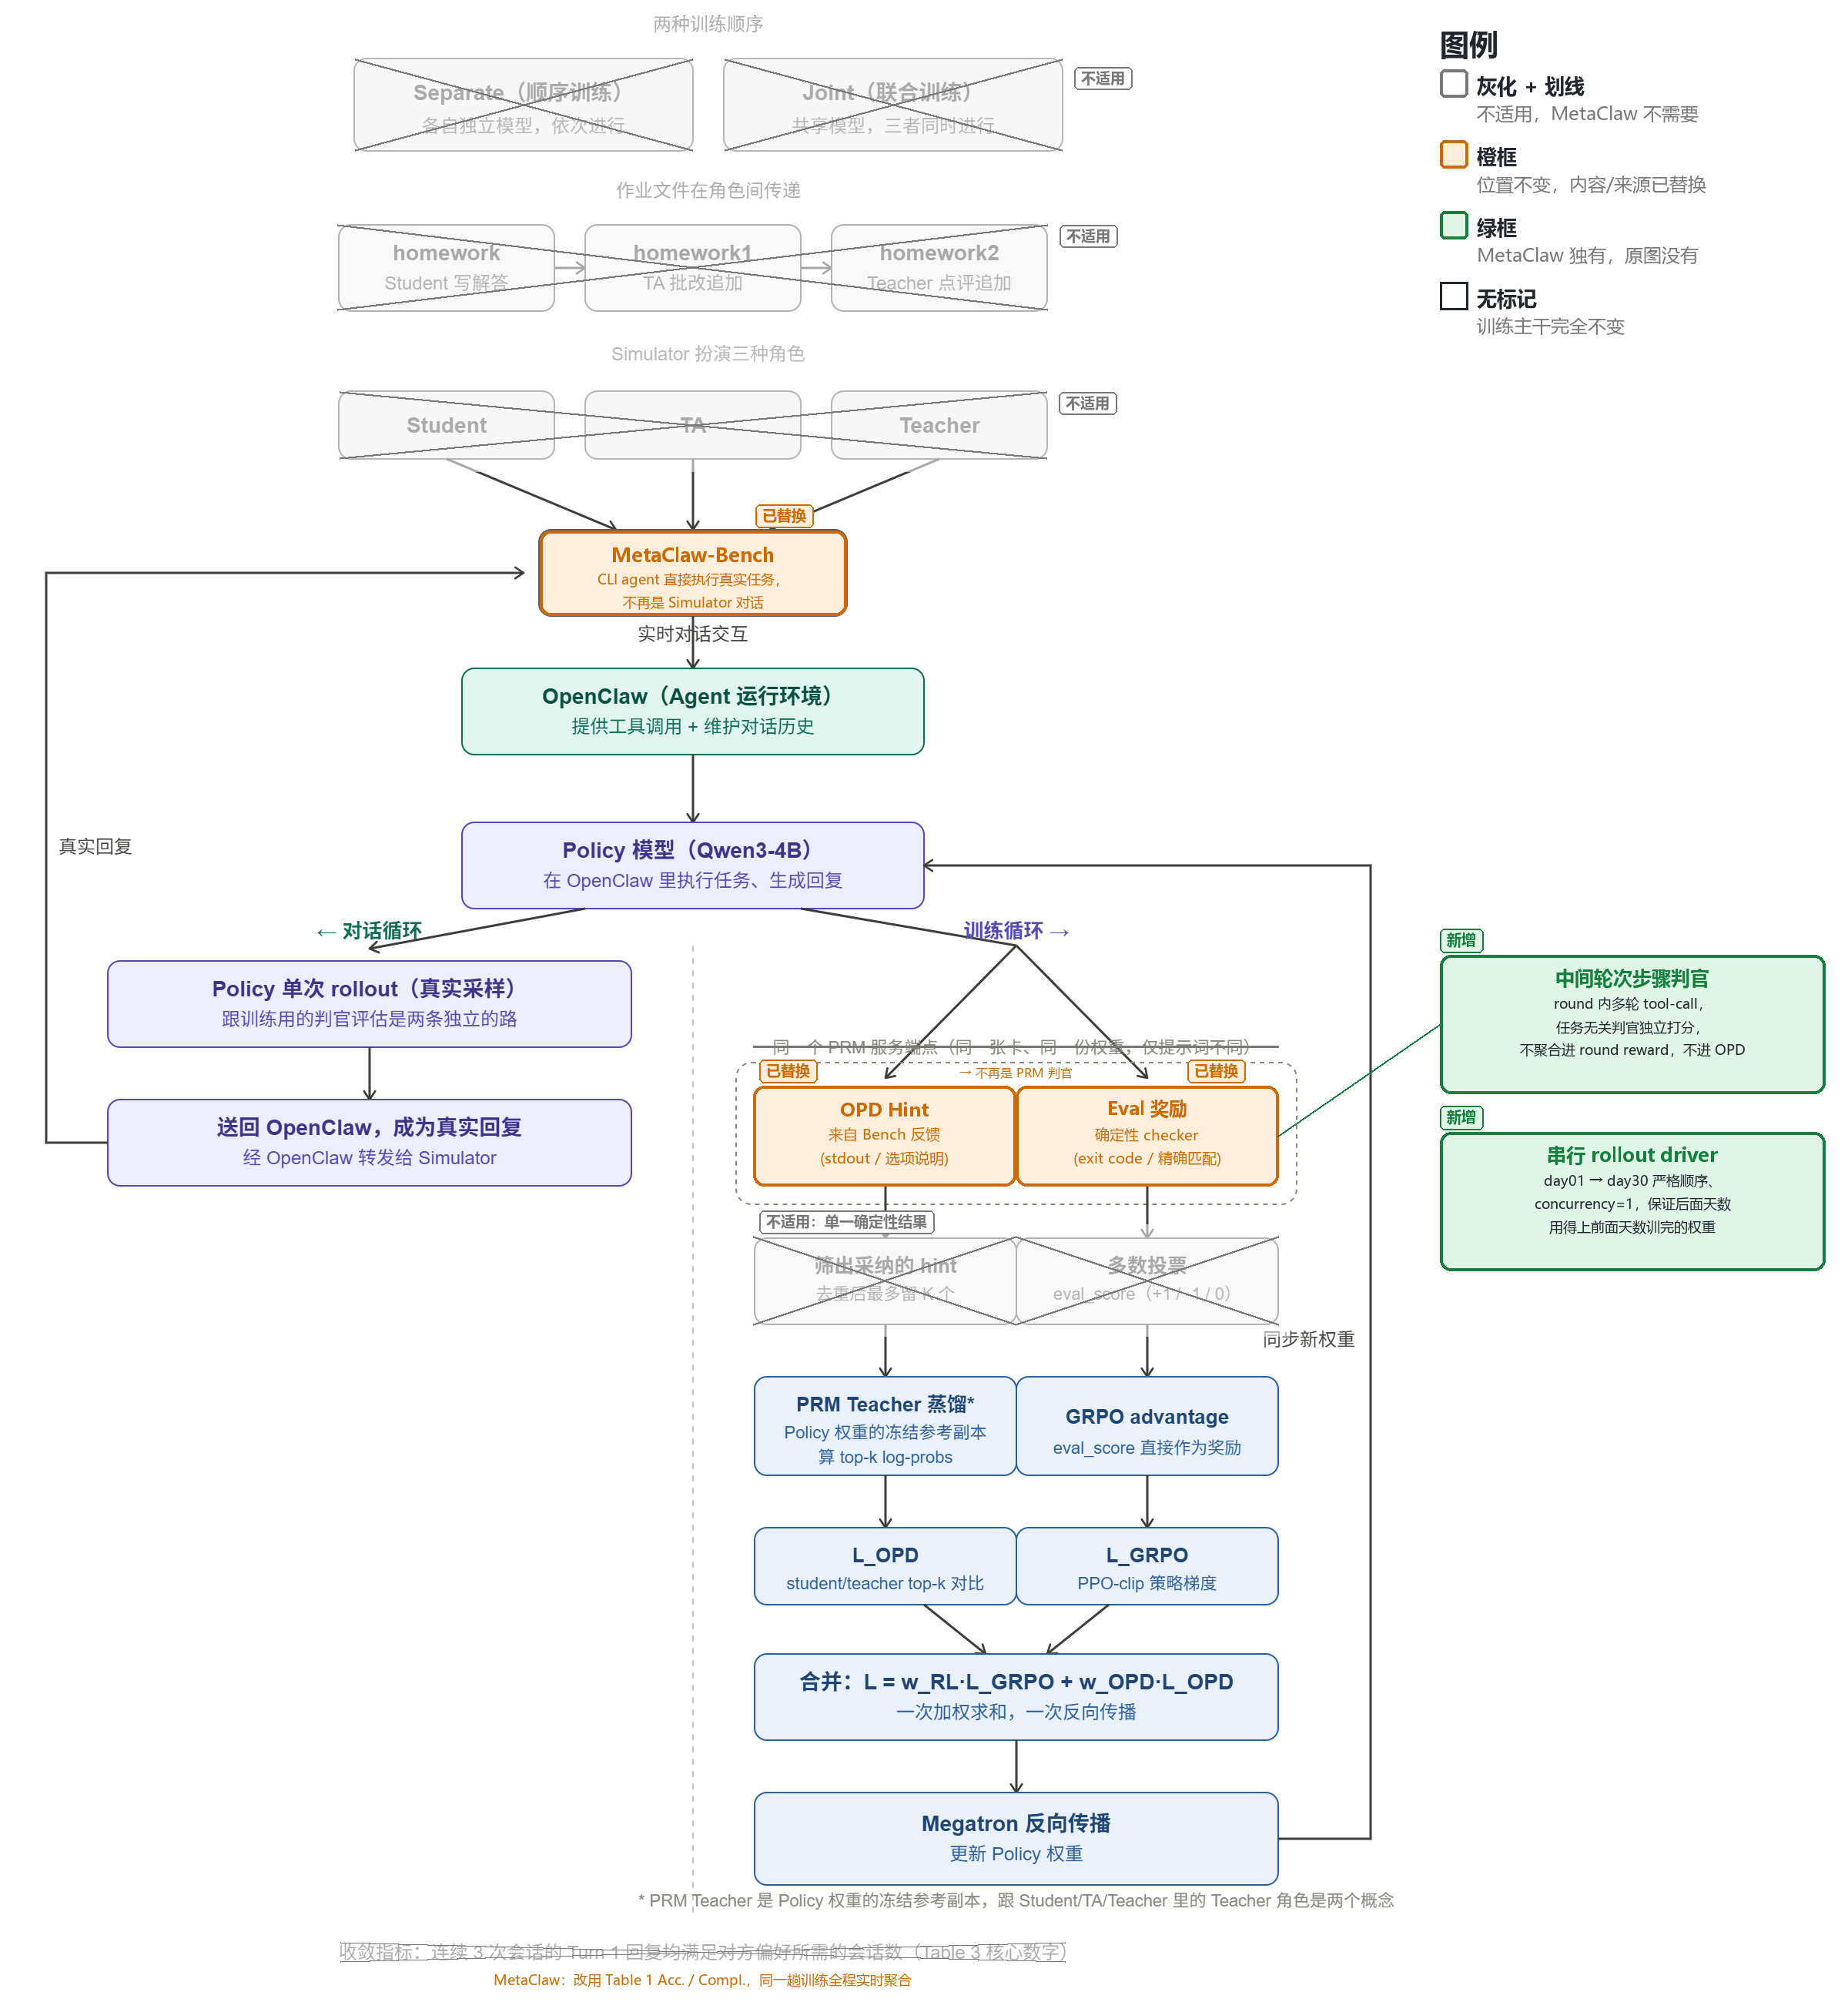 两种训练顺序
Separate（顺序训练）
各自独立模型，依次进行
Joint（联合训练）
共享模型，三者同时进行
不适用
作业文件在角色间传递
homework
Student 写解答
homework1
TA 批改追加
homework2
Teacher 点评追加
不适用
Simulator 扮演三种角色
Student
TA
Teacher
不适用
图例
灰化 + 划线
不适用，MetaClaw 不需要
橙框
位置不变，内容/来源已替换
绿框
MetaClaw 独有，原图没有
无标记
训练主干完全不变
已替换
MetaClaw-Bench
CLI agent 直接执行真实任务，
不再是 Simulator 对话
实时对话交互
OpenClaw（Agent 运行环境）
提供工具调用 + 维护对话历史
真实回复
Policy 模型（Qwen3-4B）
在 OpenClaw 里执行任务、生成回复
← 对话循环
训练循环 →
Policy 单次 rollout（真实采样）
跟训练用的判官评估是两条独立的路
送回 OpenClaw，成为真实回复
经 OpenClaw 转发给 Simulator
同一个 PRM 服务端点（同一张卡、同一份权重，仅提示词不同）
已替换
→ 不再是 PRM 判官
已替换
OPD Hint
来自 Bench 反馈
(stdout / 选项说明)
Eval 奖励
确定性 checker
(exit code / 精确匹配)
新增
中间轮次步骤判官
round 内多轮 tool-call，
任务无关判官独立打分，
不聚合进 round reward，不进 OPD
新增
串行 rollout driver
day01 → day30 严格顺序、
concurrency=1，保证后面天数
用得上前面天数训完的权重
不适用：单一确定性结果
筛出采纳的 hint
去重后最多留 K 个
多数投票
eval_score（+1 / -1 / 0）
同步新权重
PRM Teacher 蒸馏*
Policy 权重的冻结参考副本
算 top-k log-probs
GRPO advantage
eval_score 直接作为奖励
L_OPD
student/teacher top-k 对比
L_GRPO
PPO-clip 策略梯度
合并：L = w_RL·L_GRPO + w_OPD·L_OPD
一次加权求和，一次反向传播
Megatron 反向传播
更新 Policy 权重
* PRM Teacher 是 Policy 权重的冻结参考副本，跟 Student/TA/Teacher 里的 Teacher 角色是两个概念
收敛指标：连续 3 次会话的 Turn 1 回复均满足对方偏好所需的会话数（Table 3 核心数字）
MetaClaw：改用 Table 1 Acc. / Compl.，同一趟训练全程实时聚合